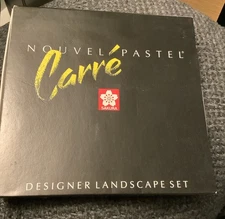 NOUVEL PASTEL
Carré
SAKURA
DESIGNER LANDSCAPE SET